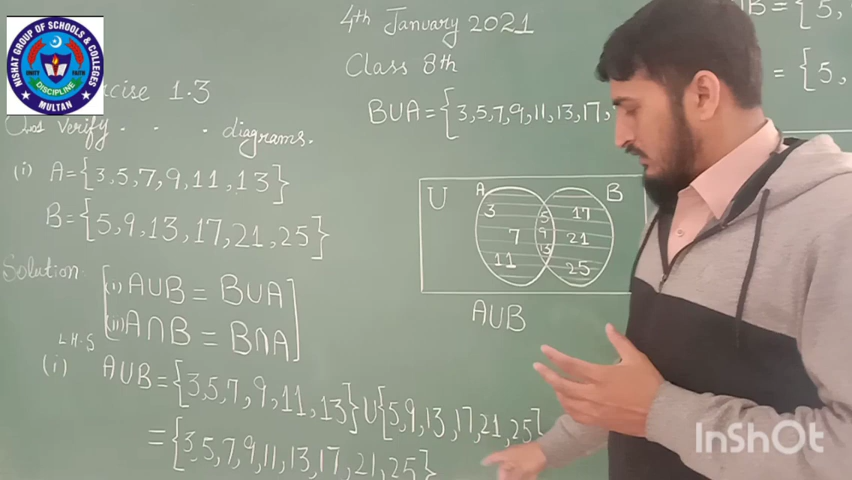 NISHAT GROUP OF SCHOOLS & COLLEGES
UNITY FAITH
DISCIPLINE
MULTAN
cise 1.3
verify . . . diagrams.
(i) A={3,5,7,9,11,13}
B={5,9,13,17,21,25}
Solution
(i) A∪B = B∪A
(ii) A∩B = B∩A
L.H.S
(i) A∪B={3,5,7,9,11,13}∪{5,9,13,17,21,25}
={3,5,7,9,11,13,17,21,25}
4th January 2021
Class 8th
B∪A={3,5,7,9,11,13,17,
U A B
3 5 17
7 9 21
11 13 25
A∪B
B={5,
={5,
InShOt